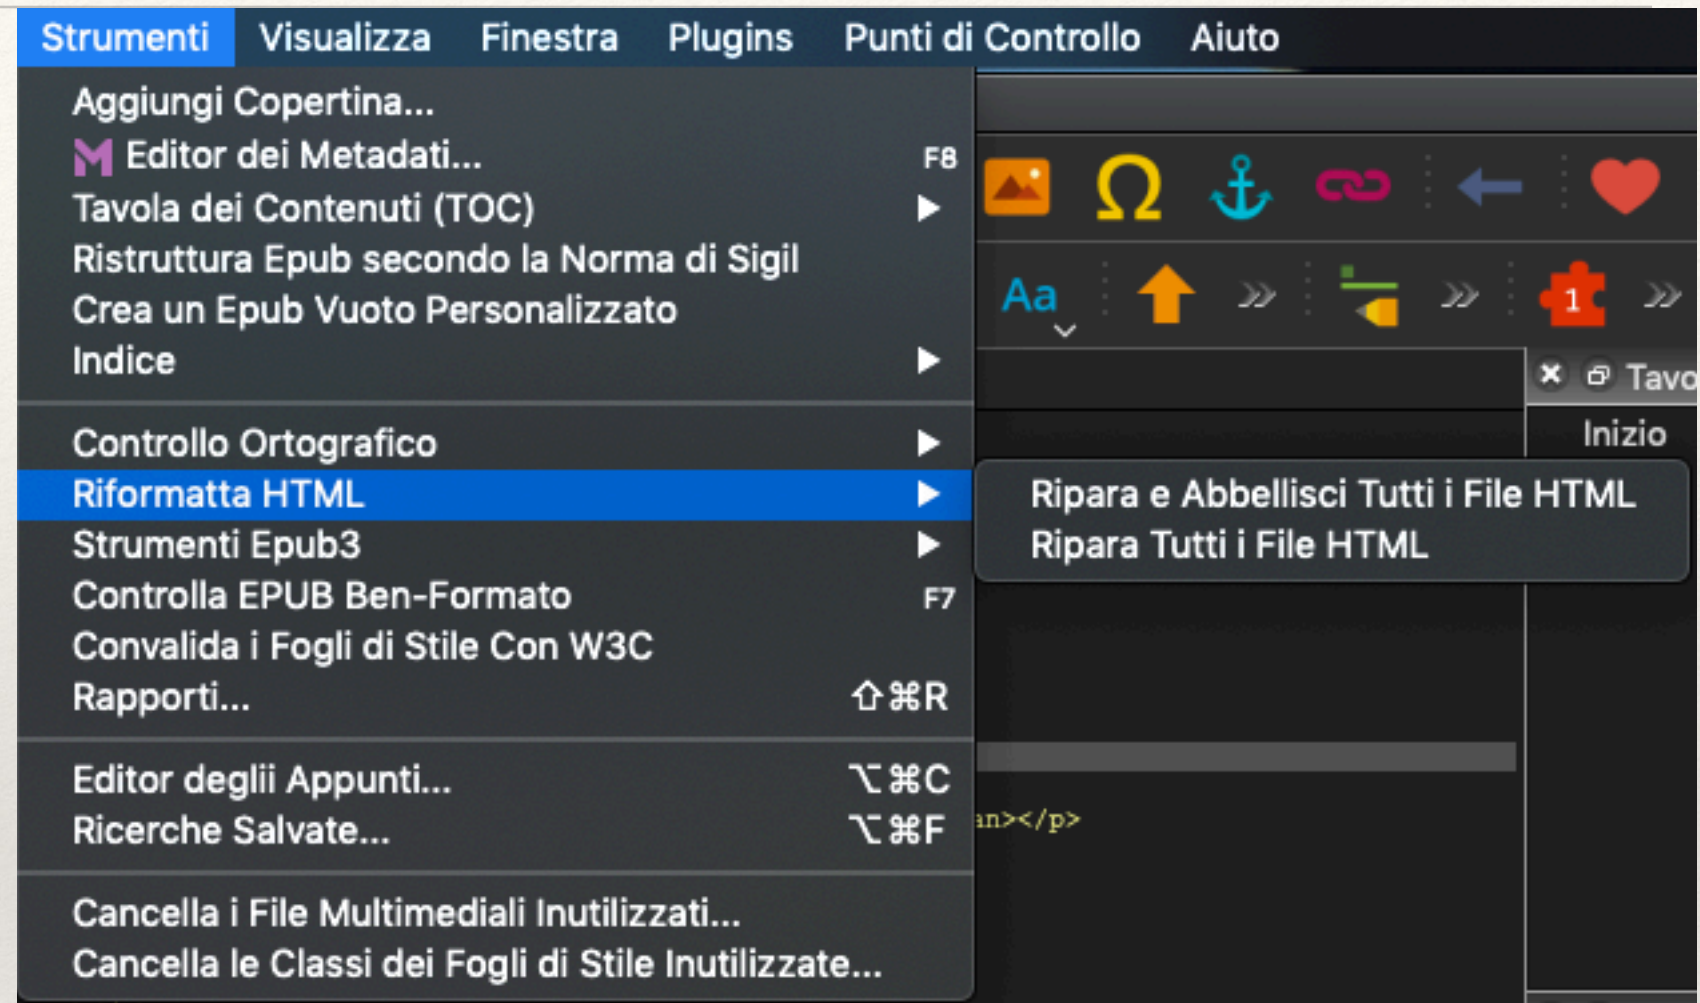 Strumenti Visualizza Finestra Plugins Punti di Controllo Aiuto
Aggiungi Copertina...
Editor dei Metadati... F8
Tavola dei Contenuti (TOC)
Ristruttura Epub secondo la Norma di Sigil
Crea un Epub Vuoto Personalizzato
Indice
Controllo Ortografico
Riformatta HTML
Strumenti Epub3
Controlla EPUB Ben-Formato F7
Convalida i Fogli di Stile Con W3C
Rapporti... ⇧⌘R
Editor deglii Appunti... ⌥⌘C
Ricerche Salvate... ⌥⌘F
Cancella i File Multimediali Inutilizzati...
Cancella le Classi dei Fogli di Stile Inutilizzate...
Ripara e Abbellisci Tutti i File HTML
Ripara Tutti i File HTML
Ω
Aa
1
Tavo
Inizio
an></p>